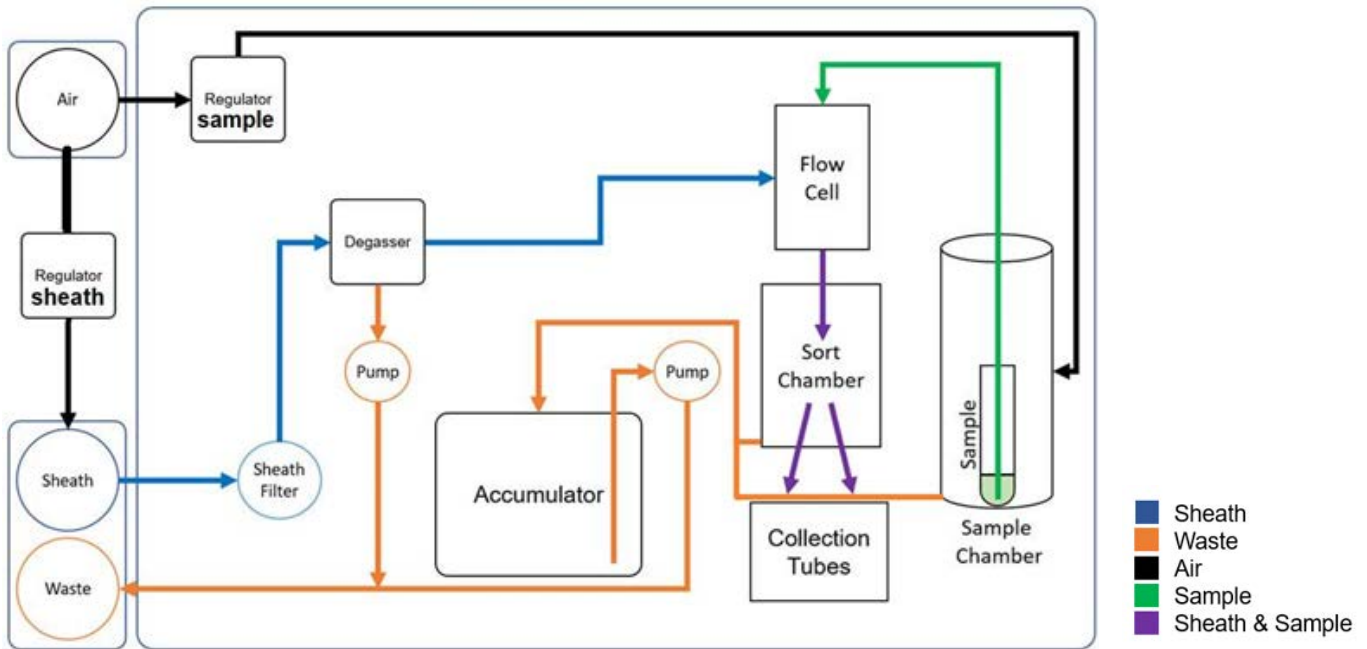 Air
Regulator
sample
Flow
Cell
Degasser
Regulator
sheath
Pump
Pump
Sort
Chamber
Sample
Sheath
Sheath
Filter
Accumulator
Collection
Tubes
Sample
Chamber
Waste
Sheath
Waste
Air
Sample
Sheath & Sample